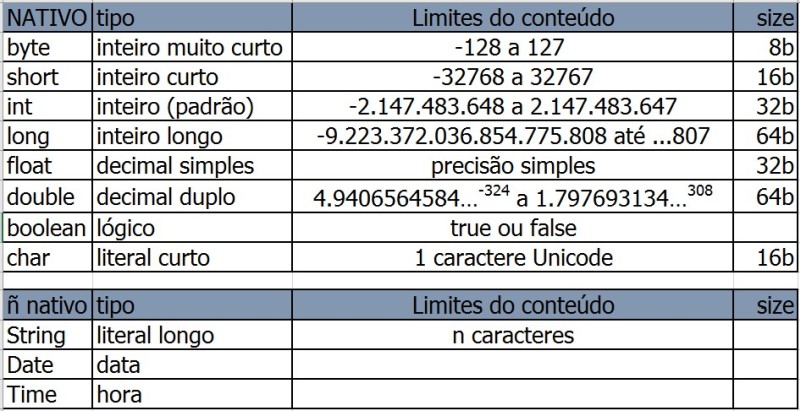 NATIVO tipo Limites do conteúdo size
byte inteiro muito curto -128 a 127 8b
short inteiro curto -32768 a 32767 16b
int inteiro (padrão) -2.147.483.648 a 2.147.483.647 32b
long inteiro longo -9.223.372.036.854.775.808 até ...807 64b
float decimal simples precisão simples 32b
double decimal duplo 4.9406564584...-324 a 1.797693134...308 64b
boolean lógico true ou false
char literal curto 1 caractere Unicode 16b
ñ nativo tipo Limites do conteúdo size
String literal longo n caracteres
Date data
Time hora